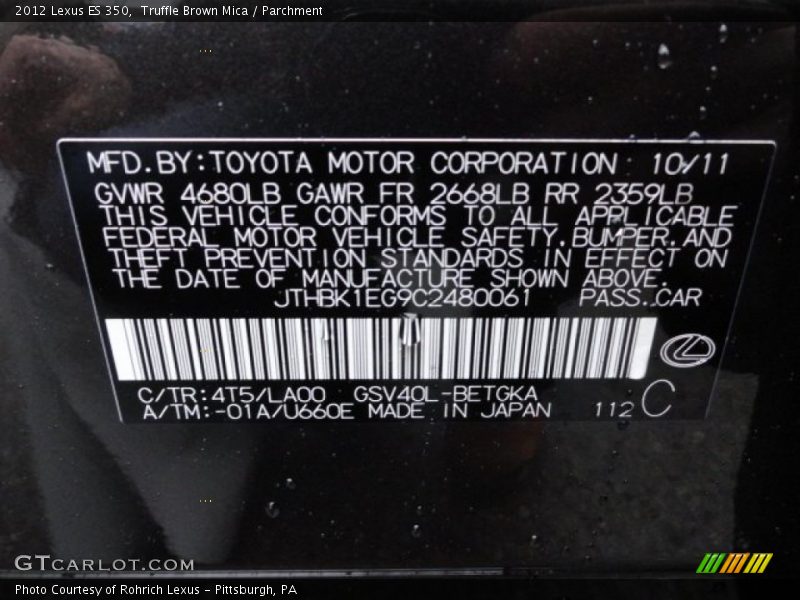 2012 Lexus ES 350, Truffle Brown Mica / Parchment
MFD.BY:TOYOTA MOTOR CORPORATION 10/11
GVWR 4680LB GAWR FR 2668LB RR 2359LB
THIS VEHICLE CONFORMS TO ALL APPLICABLE
FEDERAL MOTOR VEHICLE SAFETY,BUMPER,AND
THEFT PREVENTION STANDARDS IN EFFECT ON
THE DATE OF MANUFACTURE SHOWN ABOVE.
JTHBK1EG9C2480061 PASS.CAR
C/TR:4T5/LA00 GSV40L-BETGKA
A/TM:-01A/U660E MADE IN JAPAN 112 C
GTCARLOT.COM
Photo Courtesy of Rohrich Lexus - Pittsburgh, PA